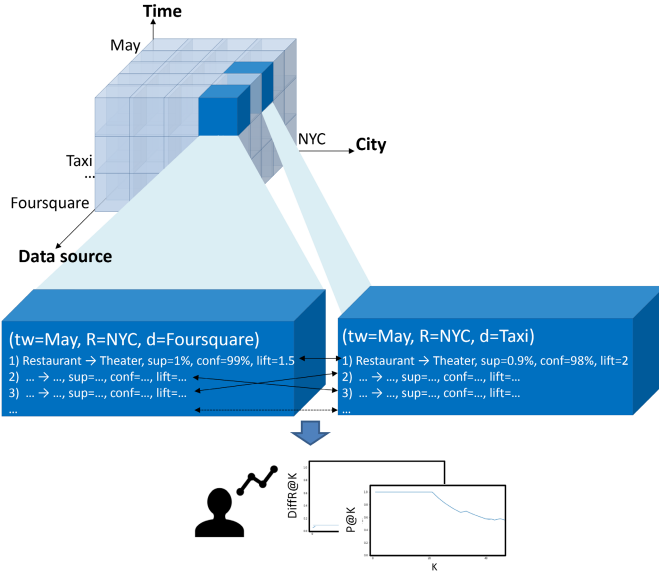 Time
May
NYC
City
Taxi
...
Foursquare
Data source
(tw=May, R=NYC, d=Foursquare)
1) Restaurant → Theater, sup=1%, conf=99%, lift=1.5
2) ... → ..., sup=..., conf=..., lift=...
3) ... → ..., sup=..., conf=..., lift=...
...
(tw=May, R=NYC, d=Taxi)
1) Restaurant → Theater, sup=0.9%, conf=98%, lift=2
2) ... → ..., sup=..., conf=..., lift=...
3) ... → ..., sup=..., conf=..., lift=...
...
DiffR@K
P@K
K